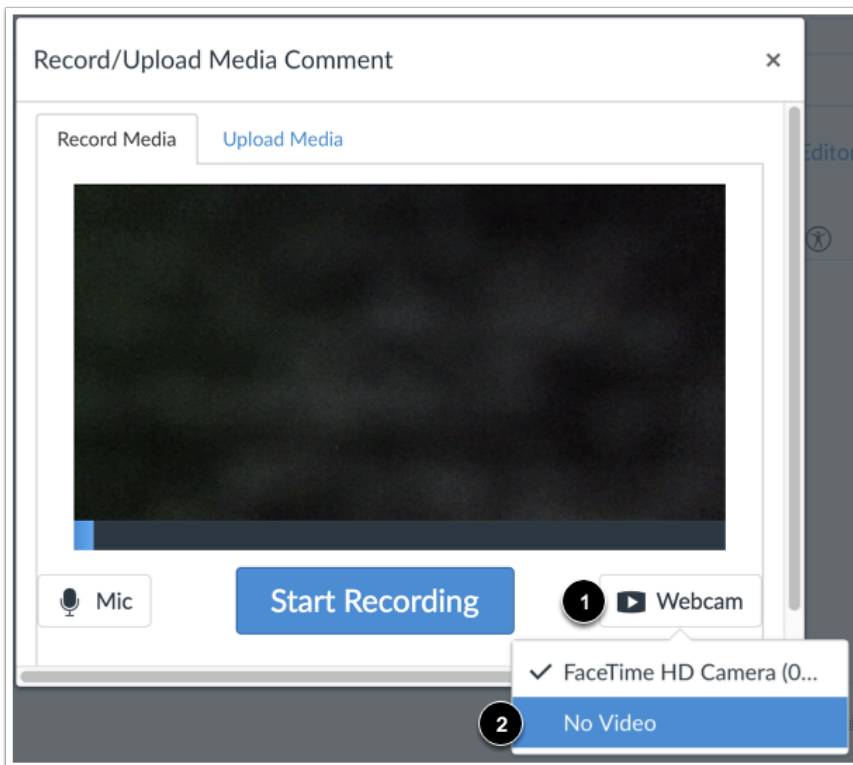 Record/Upload Media Comment ×
Record Media Upload Media
Editor
Mic Start Recording 1 Webcam
FaceTime HD Camera (0...
2 No Video